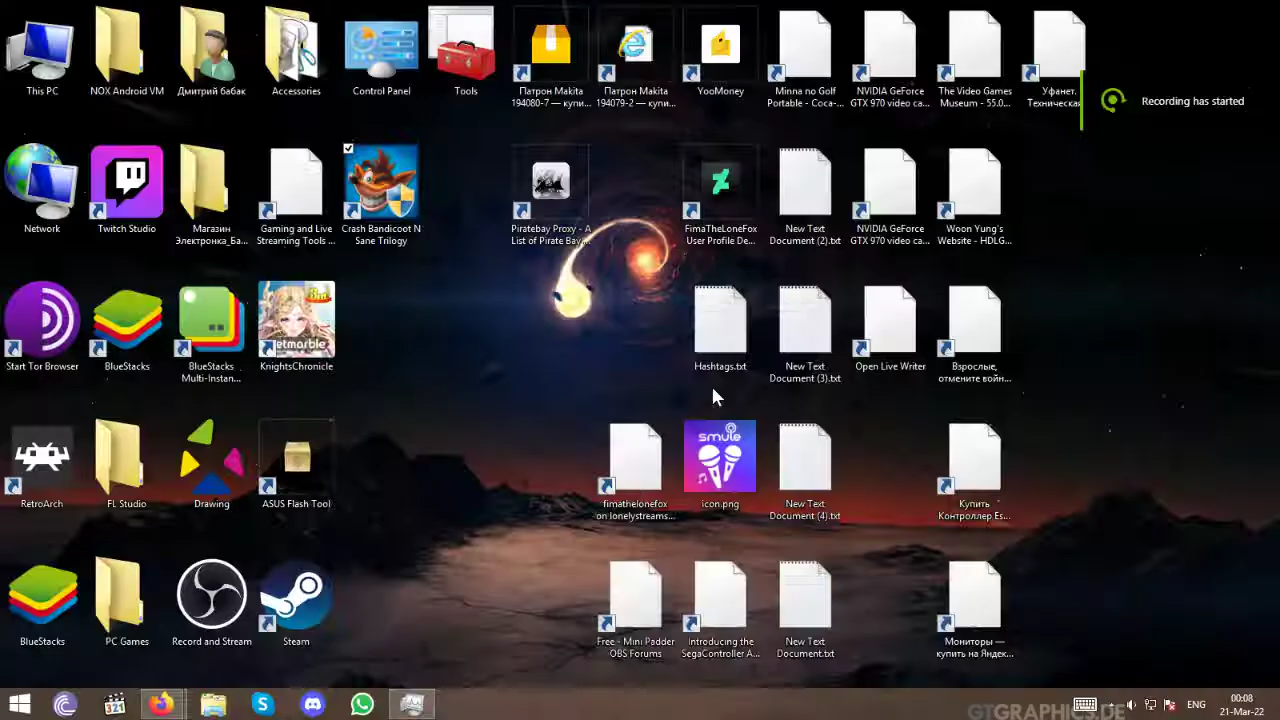 This PC
NOX Android VM
Дмитрий бабак
Accessories
Control Panel
Tools
Патрон Makita
194080-7 — купи...
Патрон Makita
194079-2 — купи...
YooMoney
Minna no Golf
Portable - Coca-...
NVIDIA GeForce
GTX 970 video ca...
The Video Games
Museum - 55.0...
Уфанет.
Техническая
Recording has started
Network
Twitch Studio
Магазин
Электронка_Ба...
Gaming and Live
Streaming Tools ...
Crash Bandicoot N
Sane Trilogy
Piratebay Proxy - A
List of Pirate Bay...
FimaTheLoneFox
User Profile De...
New Text
Document (2).txt
NVIDIA GeForce
GTX 970 video ca...
Woon Yung's
Website - HDLG...
Start Tor Browser
BlueStacks
BlueStacks
Multi-Instan...
3rd
netmarble
KnightsChronicle
Hashtags.txt
New Text
Document (3).txt
Open Live Writer
Взрослые,
отмените войн...
RetroArch
FL Studio
Drawing
ASUS Flash Tool
fimathelonefox
on lonelystreams...
smule
icon.png
New Text
Document (4).txt
Купить
Контроллер Es...
BlueStacks
PC Games
Record and Stream
Steam
Free - Mini Padder
OBS Forums
Introducing the
SegaController A...
New Text
Document.txt
Мониторы —
купить на Яндек...
321
ENG
00:08
21-Mar-22
GTGRAPHICS.DE